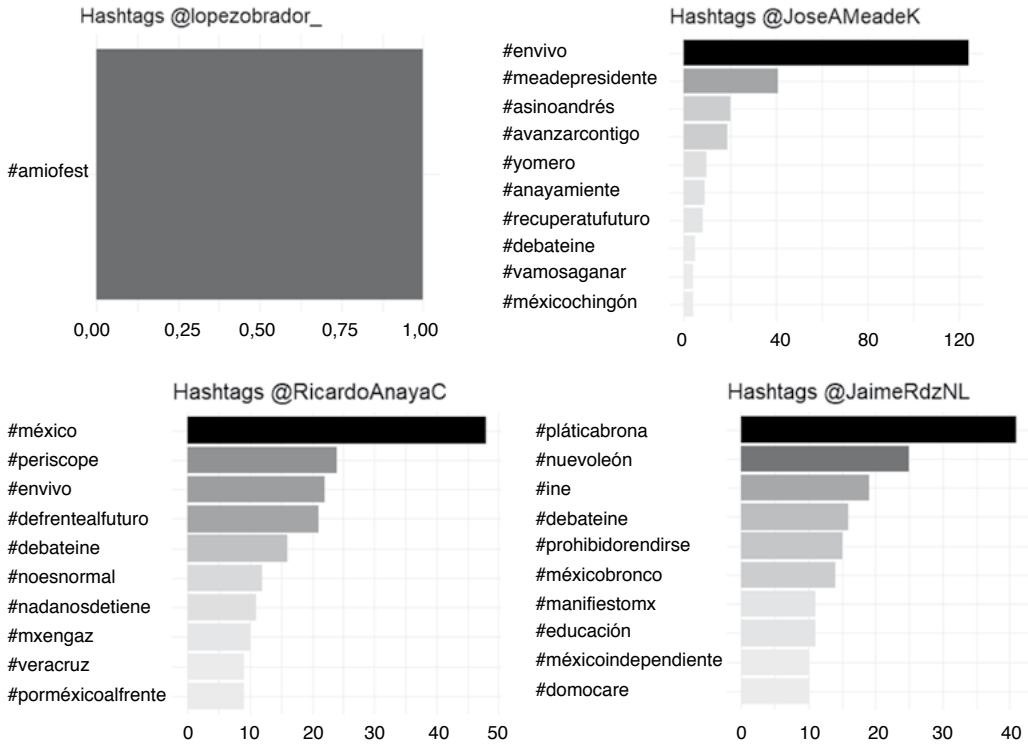 Hashtags @lopezobrador_
#amiofest
0,00 0,25 0,50 0,75 1,00
Hashtags @JoseAMeadeK
#envivo
#meadepresidente
#asinoandrés
#avanzarcontigo
#yomero
#anayamiente
#recuperatufuturo
#debateine
#vamosaganar
#méxicochingón
0 40 80 120
Hashtags @RicardoAnayaC
#méxico
#periscope
#envivo
#defrentealfuturo
#debateine
#noesnormal
#nadanosdetiene
#mxengaz
#veracruz
#porméxicoalfrente
0 10 20 30 40 50
Hashtags @JaimeRdzNL
#pláticabrona
#nuevoleón
#ine
#debateine
#prohibidorendirse
#méxicobronco
#manifiestomx
#educación
#méxicoindependiente
#domocare
0 10 20 30 40